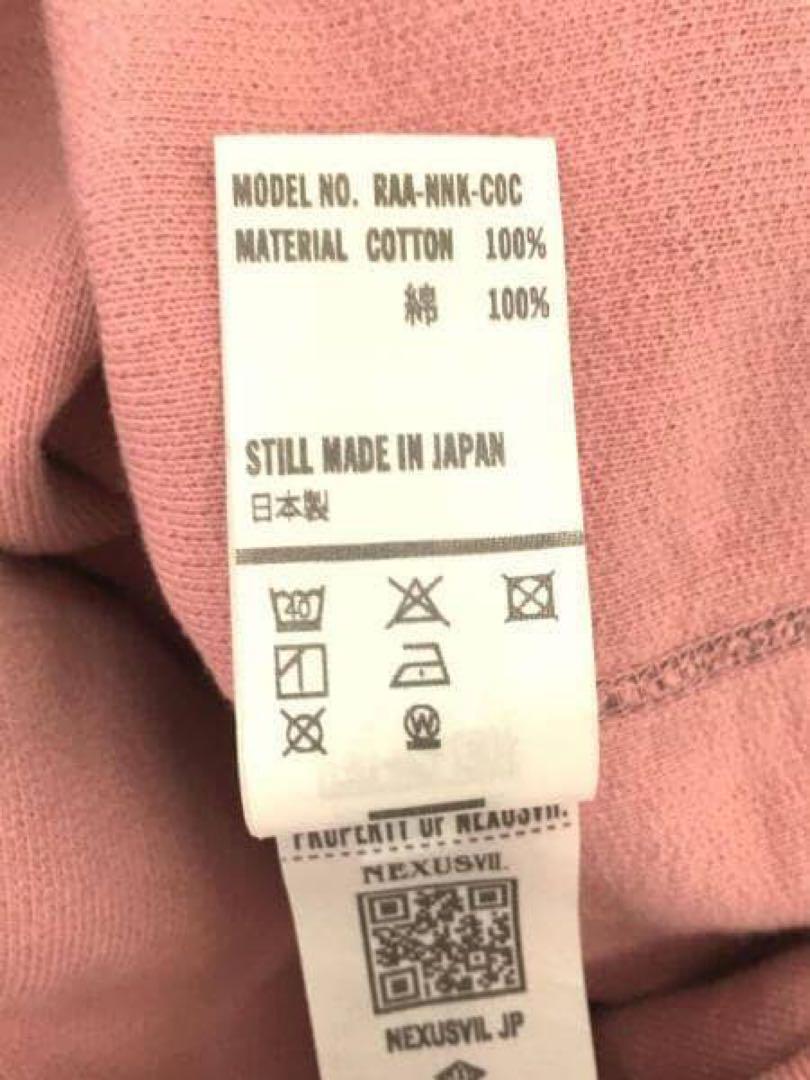 MODEL NO. RAA-NNK-COC
MATERIAL COTTON 100%
綿 100%
STILL MADE IN JAPAN
日本製
40
W
PROPERTY OF NEXUSVII.
NEXUSVII.
NEXUSVII. JP